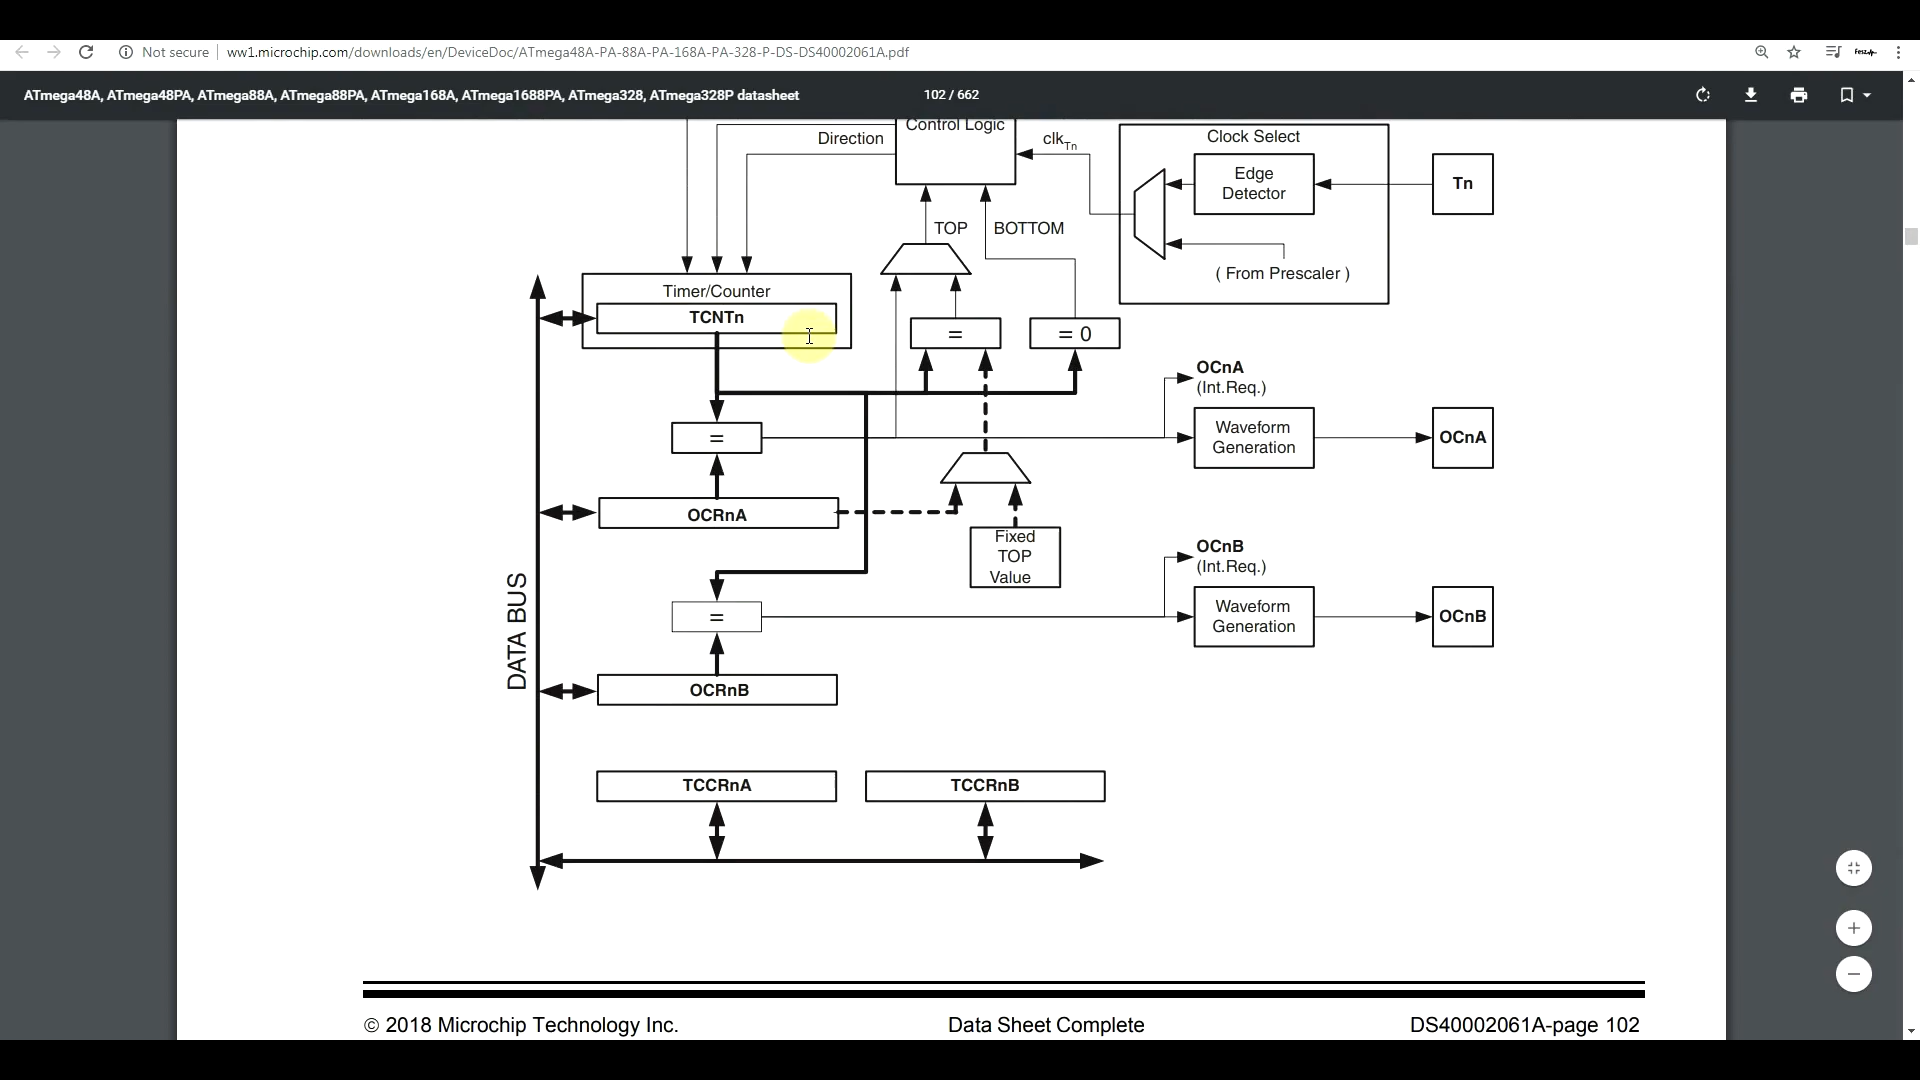 Not secure
ww1.microchip.com/downloads/en/DeviceDoc/ATmega48A-PA-88A-PA-168A-PA-328-P-DS-DS40002061A.pdf
ATmega48A, ATmega48PA, ATmega88A, ATmega88PA, ATmega168A, ATmega1688PA, ATmega328, ATmega328P datasheet
102 / 662
Control Logic
Direction
clkTn
Clock Select
Edge
Detector
Tn
( From Prescaler )
TOP
BOTTOM
Timer/Counter
TCNTn
=
= 0
OCnA
(Int.Req.)
=
Waveform
Generation
OCnA
OCRnA
Fixed
TOP
Value
OCnB
(Int.Req.)
=
Waveform
Generation
OCnB
DATA BUS
OCRnB
TCCRnA
TCCRnB
© 2018 Microchip Technology Inc.
Data Sheet Complete
DS40002061A-page 102